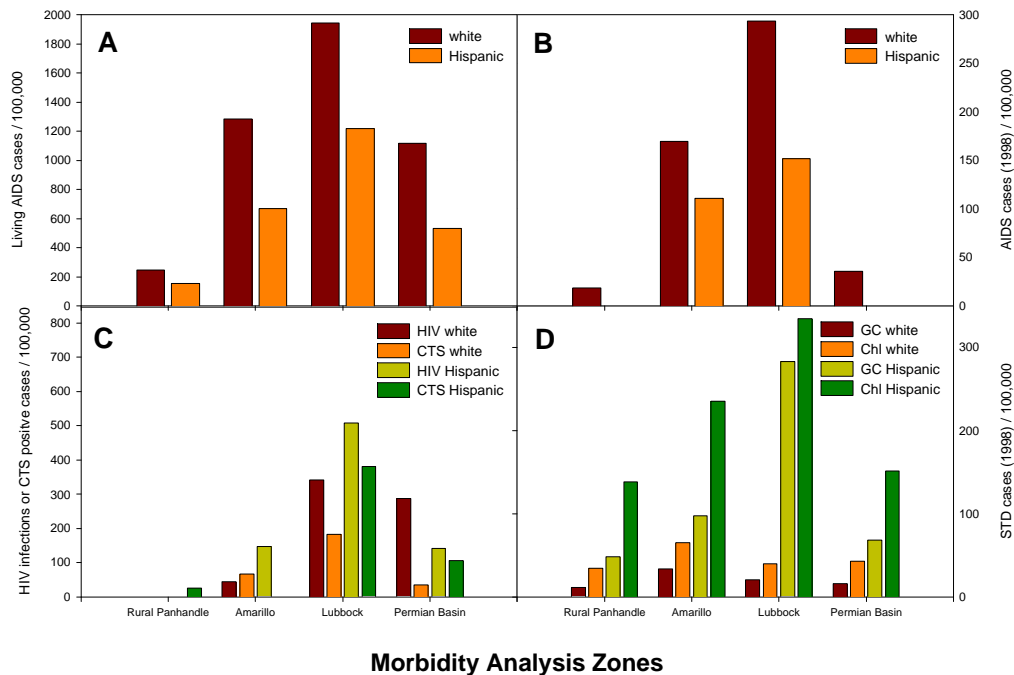 A
white
Hispanic
2000
1800
1600
1400
1200
1000
800
600
400
200
0
Living AIDS cases / 100,000
B
white
Hispanic
300
250
200
150
100
50
0
AIDS cases (1998) / 100,000
C
HIV white
CTS white
HIV Hispanic
CTS Hispanic
800
700
600
500
400
300
200
100
0
HIV infections or CTS positve cases / 100,000
Rural Panhandle Amarillo Lubbock Permian Basin
D
GC white
Chl white
GC Hispanic
Chl Hispanic
300
200
100
0
STD cases (1998) / 100,000
Rural Panhandle Amarillo Lubbock Permian Basin
Morbidity Analysis Zones